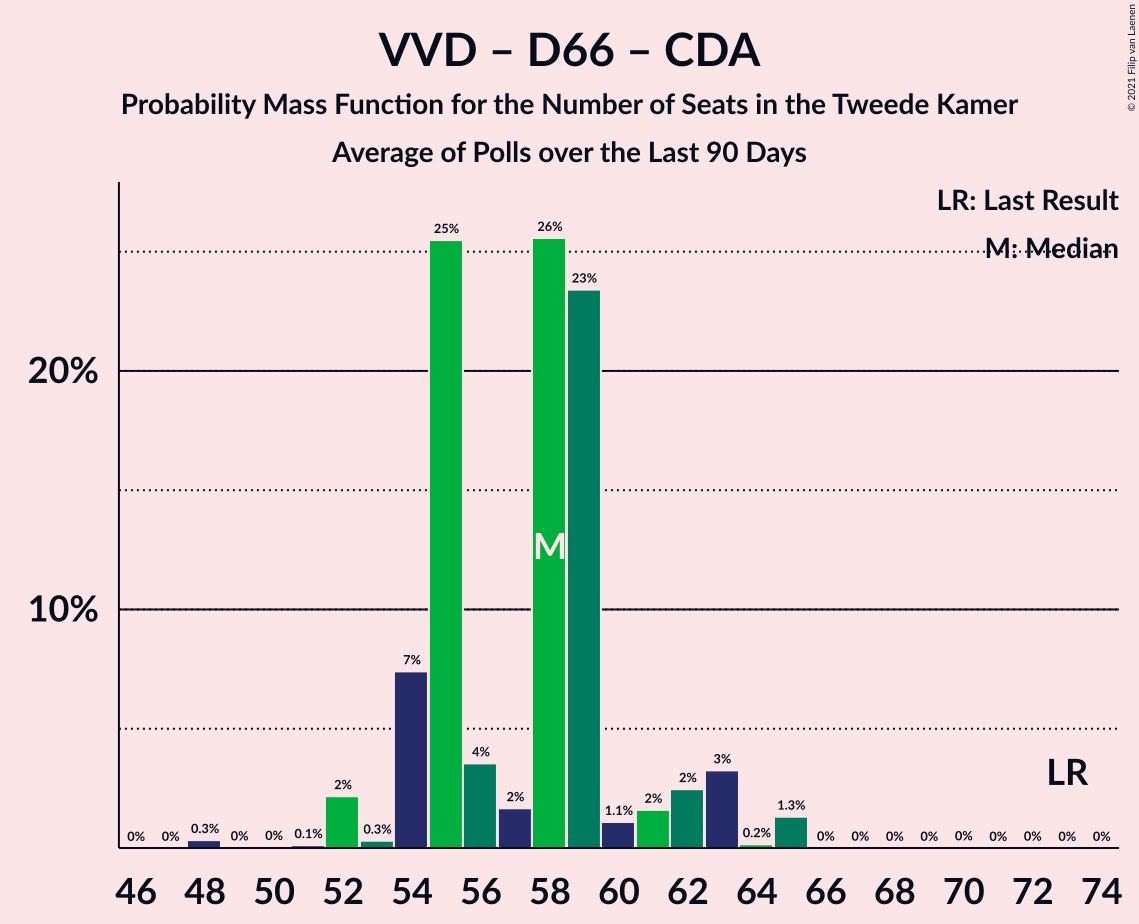 VVD – D66 – CDA
Probability Mass Function for the Number of Seats in the Tweede Kamer
Average of Polls over the Last 90 Days
© 2021 Filip van Laenen
LR: Last Result
M: Median
20%
10%
0% 0% 0.3% 0% 0% 0.1% 2% 0.3% 7% 25% 4% 2% 26% 23% 1.1% 2% 2% 3% 0.2% 1.3% 0% 0% 0% 0% 0% 0% 0% 0% 0%
M
LR
46 48 50 52 54 56 58 60 62 64 66 68 70 72 74